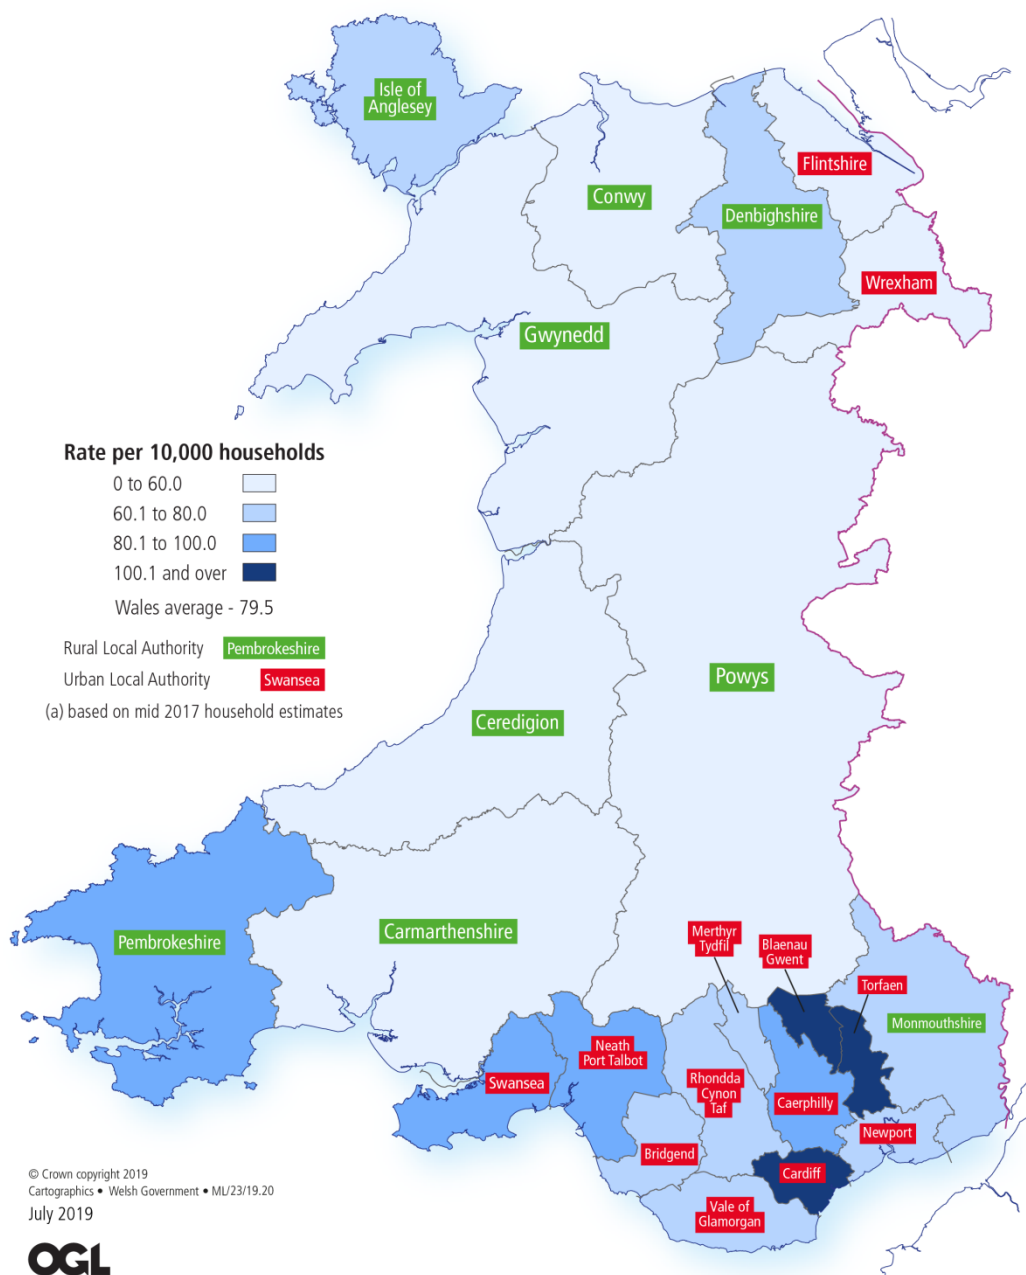 Isle of
Anglesey
Flintshire
Conwy
Denbighshire
Wrexham
Gwynedd
Rate per 10,000 households
0 to 60.0
60.1 to 80.0
80.1 to 100.0
100.1 and over
Wales average - 79.5
Rural Local Authority Pembrokeshire
Urban Local Authority Swansea
(a) based on mid 2017 household estimates
Powys
Ceredigion
Pembrokeshire
Carmarthenshire
Merthyr
Tydfil
Blaenau
Gwent
Torfaen
Monmouthshire
Neath
Port Talbot
Swansea
Rhondda
Cynon
Taf
Caerphilly
Newport
Bridgend
Cardiff
Vale of
Glamorgan
© Crown copyright 2019
Cartographics • Welsh Government • ML/23/19.20
July 2019
OGL